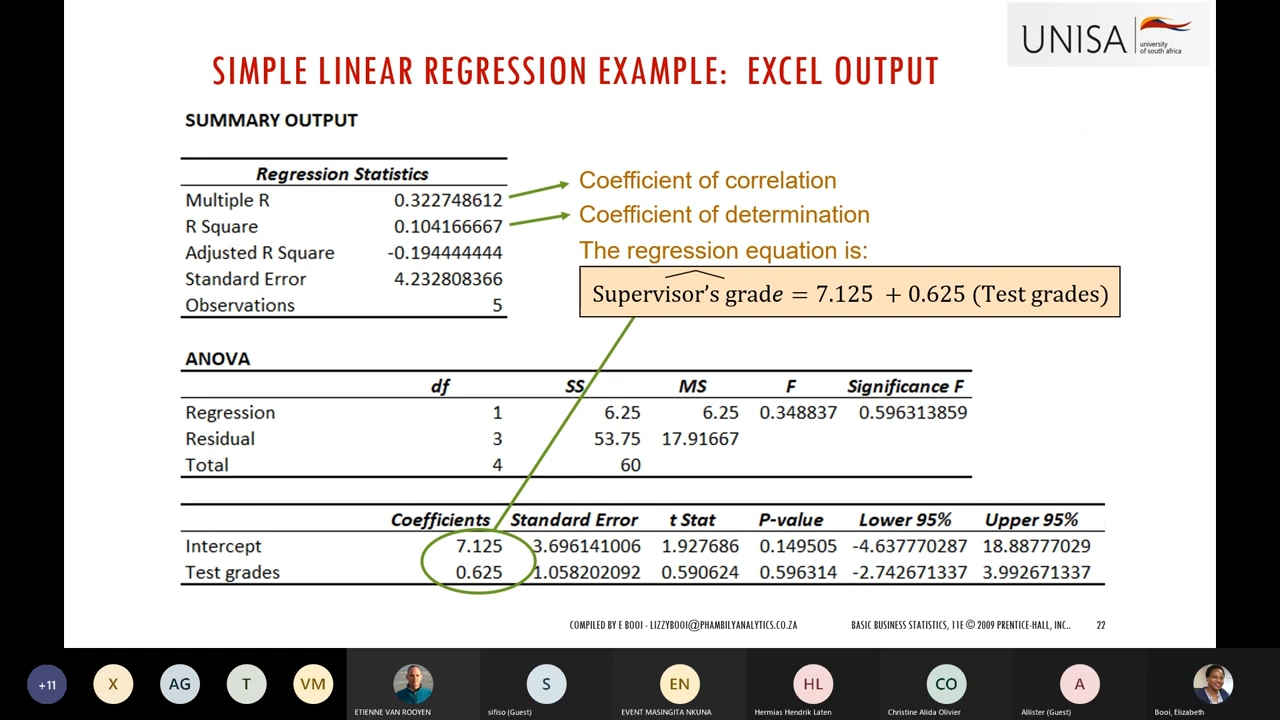 UNISA
university
of south africa
SIMPLE LINEAR REGRESSION EXAMPLE: EXCEL OUTPUT
SUMMARY OUTPUT
Regression Statistics
Multiple R 0.322748612
R Square 0.104166667
Adjusted R Square -0.194444444
Standard Error 4.232808366
Observations 5
Coefficient of correlation
Coefficient of determination
The regression equation is:
Supervisor's grade = 7.125 + 0.625 (Test grades)
ANOVA
df SS MS F Significance F
Regression 1 6.25 6.25 0.348837 0.596313859
Residual 3 53.75 17.91667
Total 4 60
Coefficients Standard Error t Stat P-value Lower 95% Upper 95%
Intercept 7.125 3.696141006 1.927686 0.149505 -4.637770287 18.88777029
Test grades 0.625 1.058202092 0.590624 0.596314 -2.742671337 3.992671337
COMPILED BY E BOOI - LIZZYBOOI@PHAMBILYANALYTICS.CO.ZA BASIC BUSINESS STATISTICS, 11E © 2009 PRENTICE-HALL, INC.. 22
+11 X AG T VM S EN HL CO A
ETIENNE VAN ROOYEN sifiso (Guest) EVENT MASINGITA NKUNA Hermias Hendrik Laten Christine Alida Olivier Allister (Guest) Booi, Elizabeth